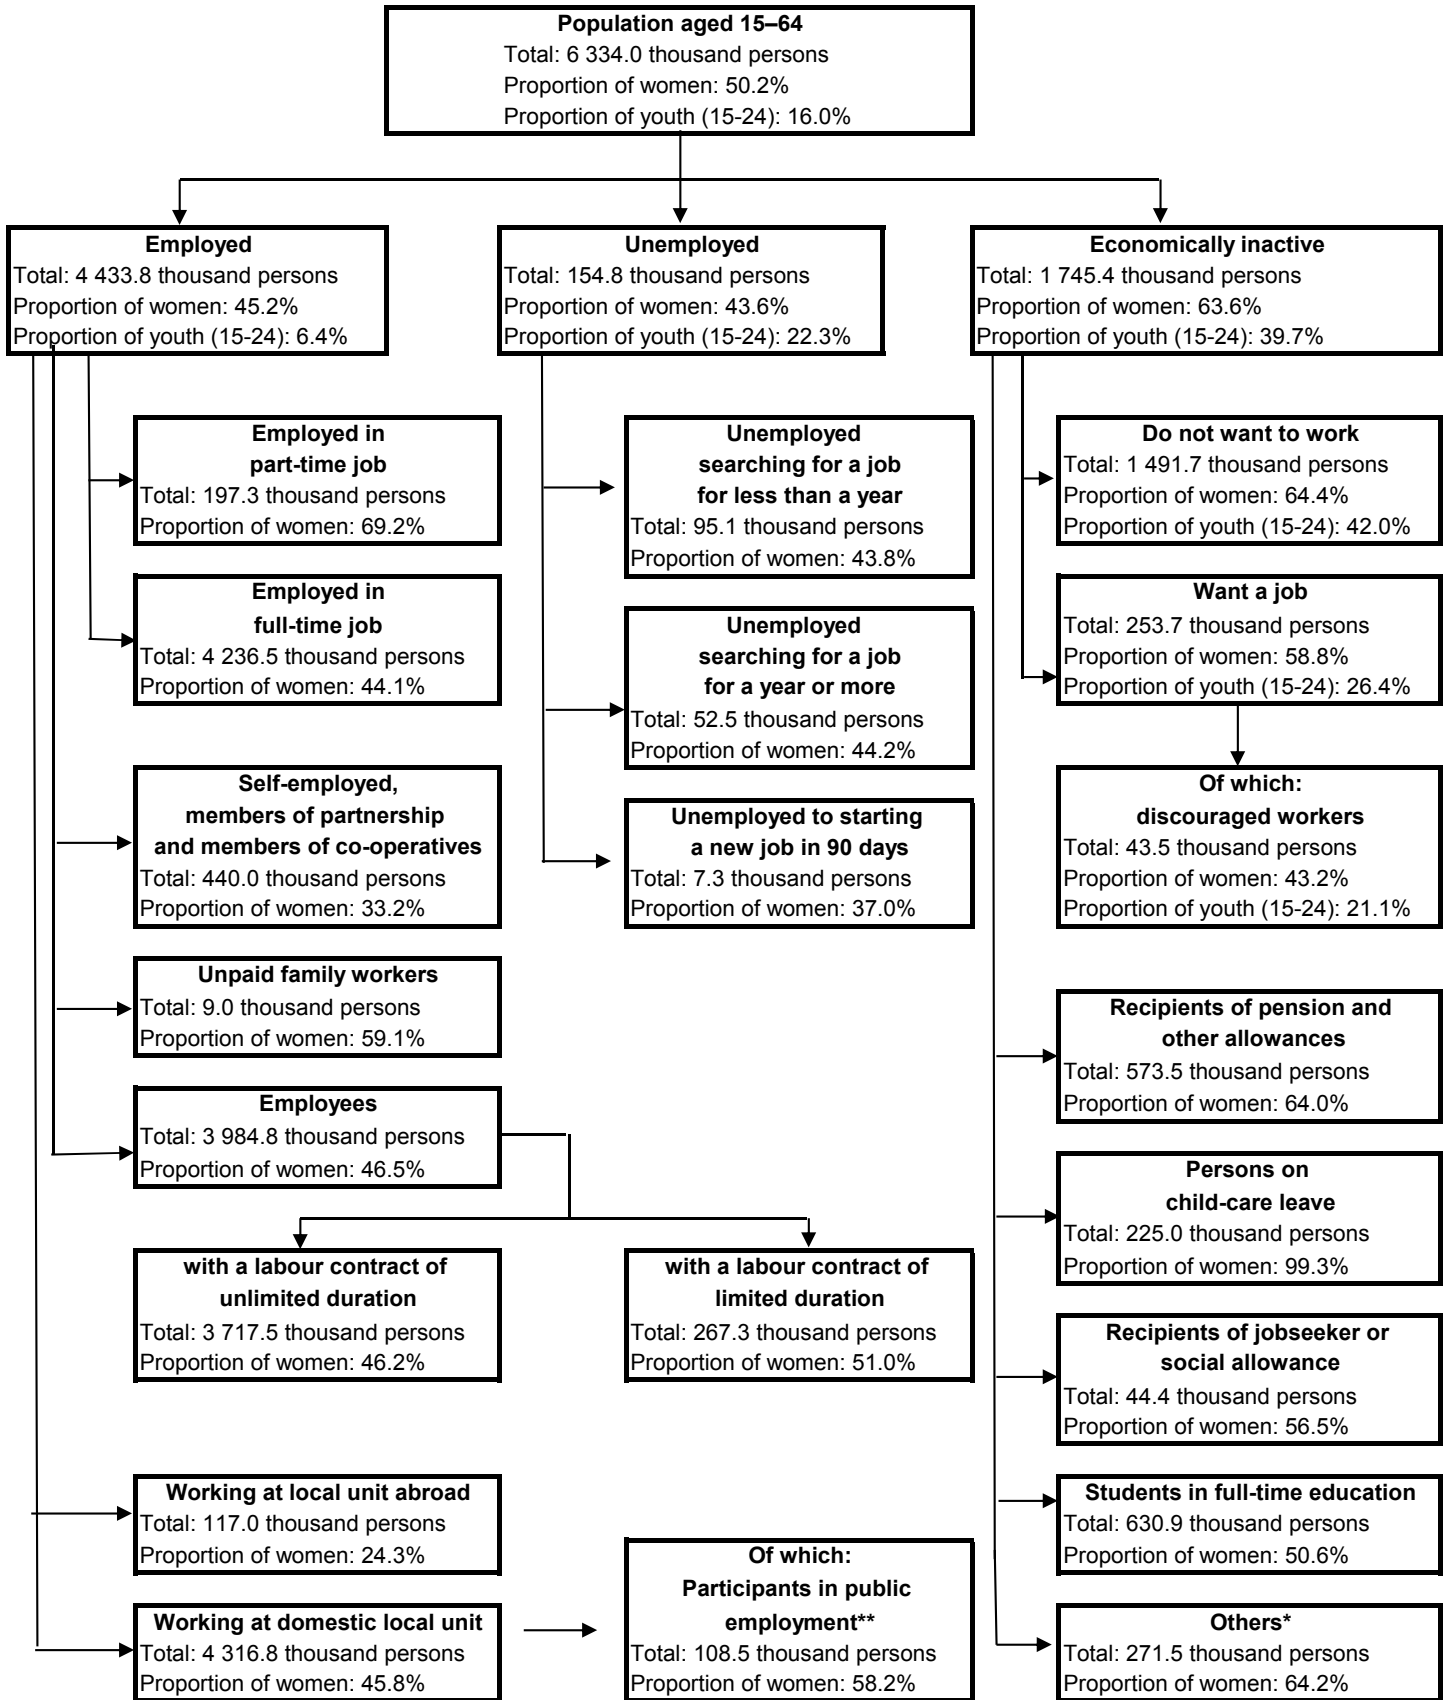 Population aged 15–64
Total: 6 334.0 thousand persons
Proportion of women: 50.2%
Proportion of youth (15-24): 16.0%
Employed
Total: 4 433.8 thousand persons
Proportion of women: 45.2%
Proportion of youth (15-24): 6.4%
Unemployed
Total: 154.8 thousand persons
Proportion of women: 43.6%
Proportion of youth (15-24): 22.3%
Economically inactive
Total: 1 745.4 thousand persons
Proportion of women: 63.6%
Proportion of youth (15-24): 39.7%
Employed in
part-time job
Total: 197.3 thousand persons
Proportion of women: 69.2%
Employed in
full-time job
Total: 4 236.5 thousand persons
Proportion of women: 44.1%
Self-employed,
members of partnership
and members of co-operatives
Total: 440.0 thousand persons
Proportion of women: 33.2%
Unpaid family workers
Total: 9.0 thousand persons
Proportion of women: 59.1%
Employees
Total: 3 984.8 thousand persons
Proportion of women: 46.5%
with a labour contract of
unlimited duration
Total: 3 717.5 thousand persons
Proportion of women: 46.2%
with a labour contract of
limited duration
Total: 267.3 thousand persons
Proportion of women: 51.0%
Working at local unit abroad
Total: 117.0 thousand persons
Proportion of women: 24.3%
Working at domestic local unit
Total: 4 316.8 thousand persons
Proportion of women: 45.8%
Of which:
Participants in public
employment**
Total: 108.5 thousand persons
Proportion of women: 58.2%
Unemployed
searching for a job
for less than a year
Total: 95.1 thousand persons
Proportion of women: 43.8%
Unemployed
searching for a job
for a year or more
Total: 52.5 thousand persons
Proportion of women: 44.2%
Unemployed to starting
a new job in 90 days
Total: 7.3 thousand persons
Proportion of women: 37.0%
Do not want to work
Total: 1 491.7 thousand persons
Proportion of women: 64.4%
Proportion of youth (15-24): 42.0%
Want a job
Total: 253.7 thousand persons
Proportion of women: 58.8%
Proportion of youth (15-24): 26.4%
Of which:
discouraged workers
Total: 43.5 thousand persons
Proportion of women: 43.2%
Proportion of youth (15-24): 21.1%
Recipients of pension and
other allowances
Total: 573.5 thousand persons
Proportion of women: 64.0%
Persons on
child-care leave
Total: 225.0 thousand persons
Proportion of women: 99.3%
Recipients of jobseeker or
social allowance
Total: 44.4 thousand persons
Proportion of women: 56.5%
Students in full-time education
Total: 630.9 thousand persons
Proportion of women: 50.6%
Others*
Total: 271.5 thousand persons
Proportion of women: 64.2%